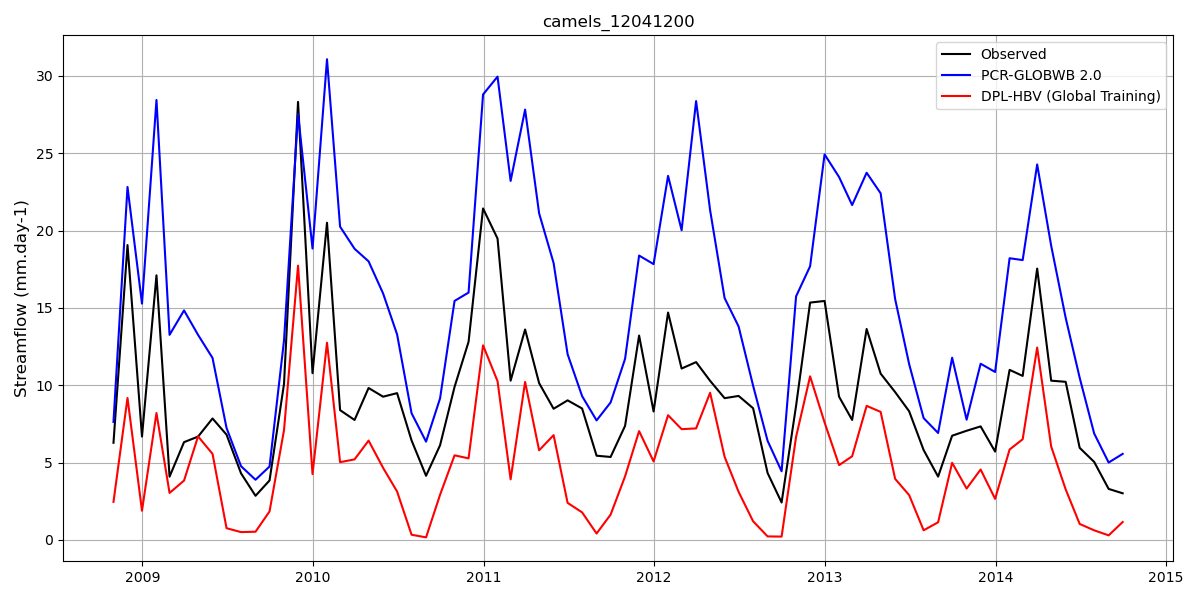 camels_12041200
Streamflow (mm.day-1)
30
25
20
15
10
5
0
2009 2010 2011 2012 2013 2014 2015
Observed
PCR-GLOBWB 2.0
DPL-HBV (Global Training)